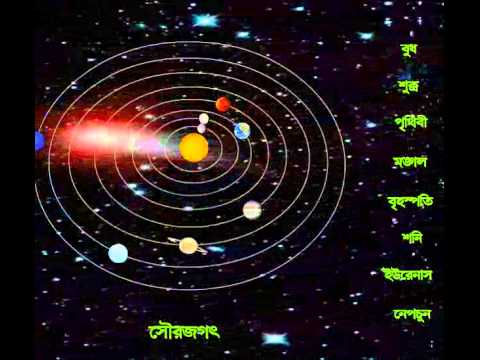 বুধ
শুক্র
পৃথিবী
মঙ্গল
বৃহস্পতি
শনি
ইউরেনাস
নেপচুন
সৌরজগৎ